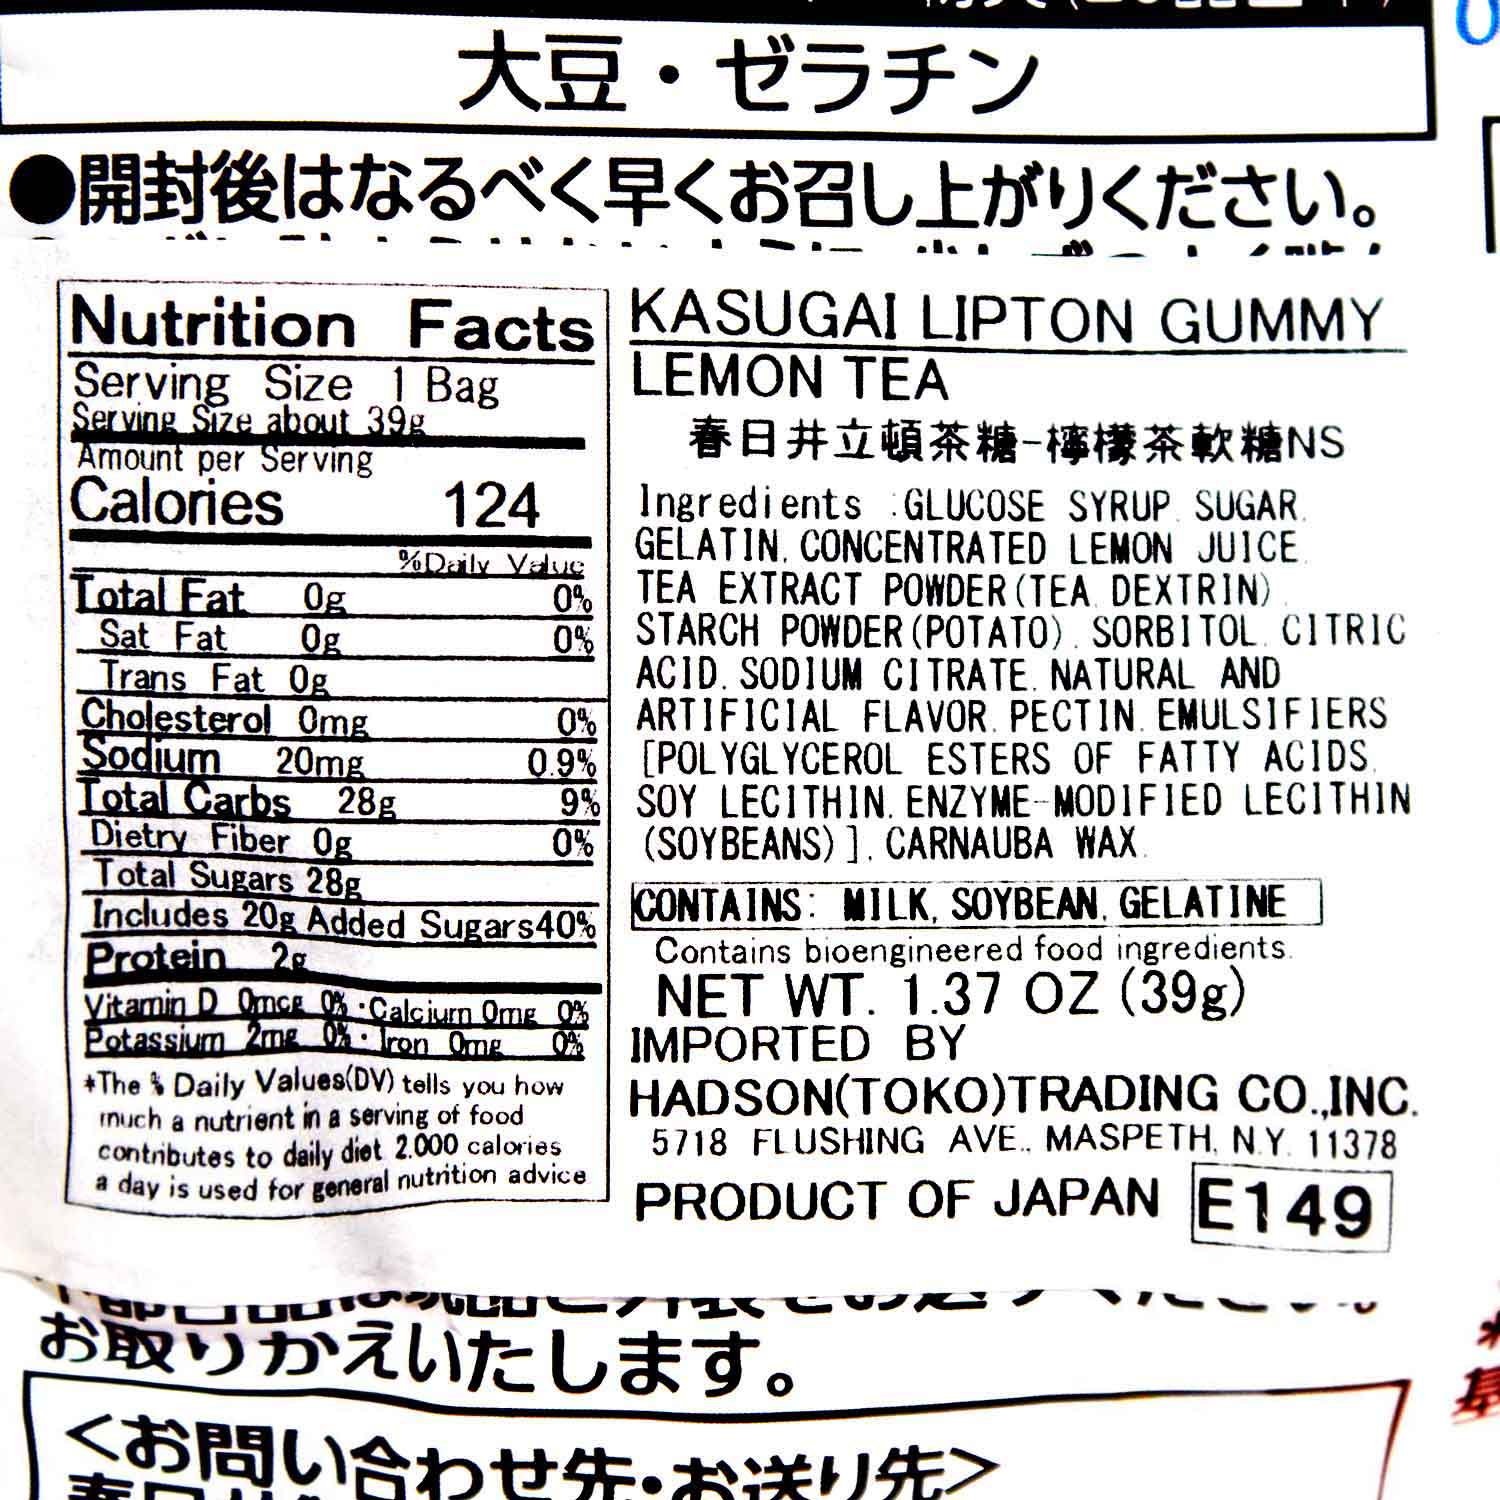 大豆・ゼラチン
●開封後はなるべく早くお召し上がりください。
Nutrition Facts
Serving Size 1 Bag
Serving Size about 39g
Amount per Serving
Calories 124
%Daily Value
Total Fat 0g 0%
Sat Fat 0g 0%
Trans Fat 0g
Cholesterol 0mg 0%
Sodium 20mg 0.9%
Total Carbs 28g 9%
Dietry Fiber 0g 0%
Total Sugars 28g
Includes 20g Added Sugars40%
Protein 2g
Vitamin D 0mcg 0%・Calcium 0mg 0%
Potassium 2mg 0%・Iron 0mg 0%
*The % Daily Values(DV) tells you how
much a nutrient in a serving of food
contributes to daily diet 2.000 calories
a day is used for general nutrition advice
KASUGAI LIPTON GUMMY
LEMON TEA
春日井立頓茶糖-檸檬茶軟糖NS
Ingredients :GLUCOSE SYRUP, SUGAR,
GELATIN, CONCENTRATED LEMON JUICE,
TEA EXTRACT POWDER(TEA, DEXTRIN),
STARCH POWDER(POTATO), SORBITOL, CITRIC
ACID, SODIUM CITRATE, NATURAL AND
ARTIFICIAL FLAVOR, PECTIN, EMULSIFIERS
[POLYGLYCEROL ESTERS OF FATTY ACIDS,
SOY LECITHIN, ENZYME-MODIFIED LECITHIN
(SOYBEANS)], CARNAUBA WAX.
CONTAINS: MILK, SOYBEAN, GELATINE
Contains bioengineered food ingredients.
NET WT. 1.37 OZ (39g)
IMPORTED BY
HADSON(TOKO)TRADING CO.,INC.
5718 FLUSHING AVE., MASPETH, N.Y. 11378
PRODUCT OF JAPAN E149
お取りかえいたします。
<お問い合わせ先・お送り先>